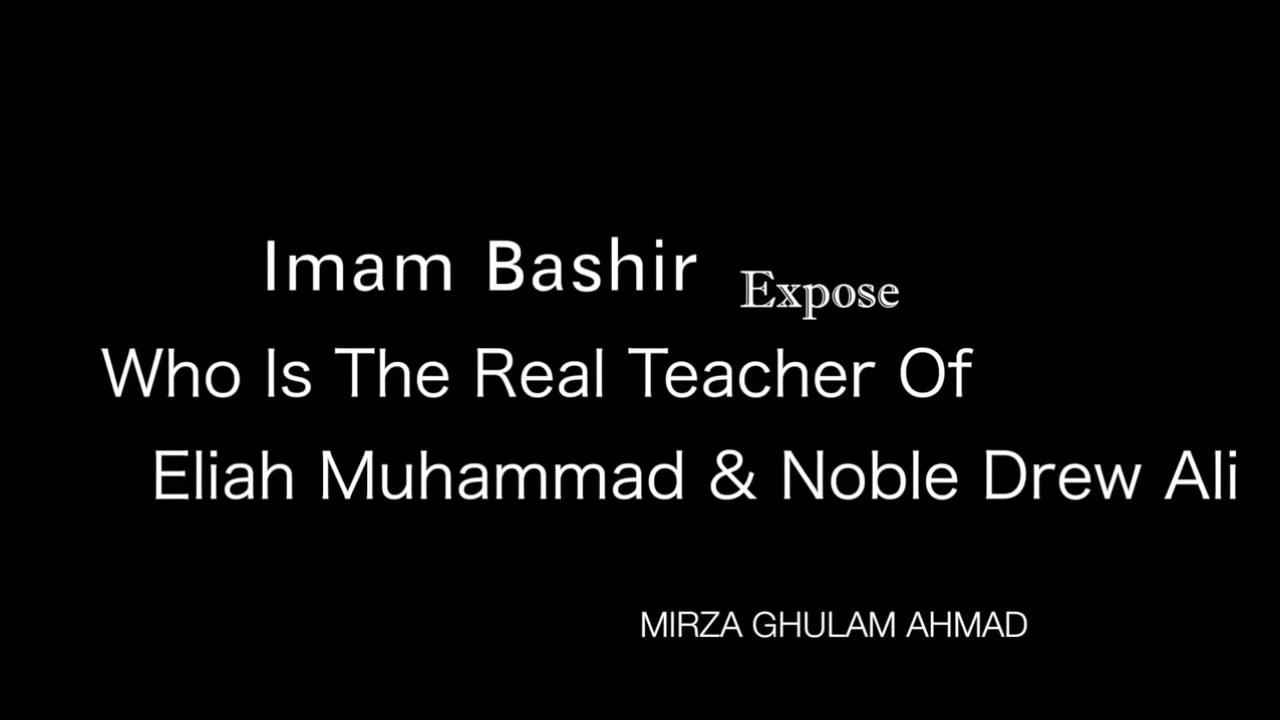 Imam Bashir Expose
Who Is The Real Teacher Of
Eliah Muhammad & Noble Drew Ali
MIRZA GHULAM AHMAD